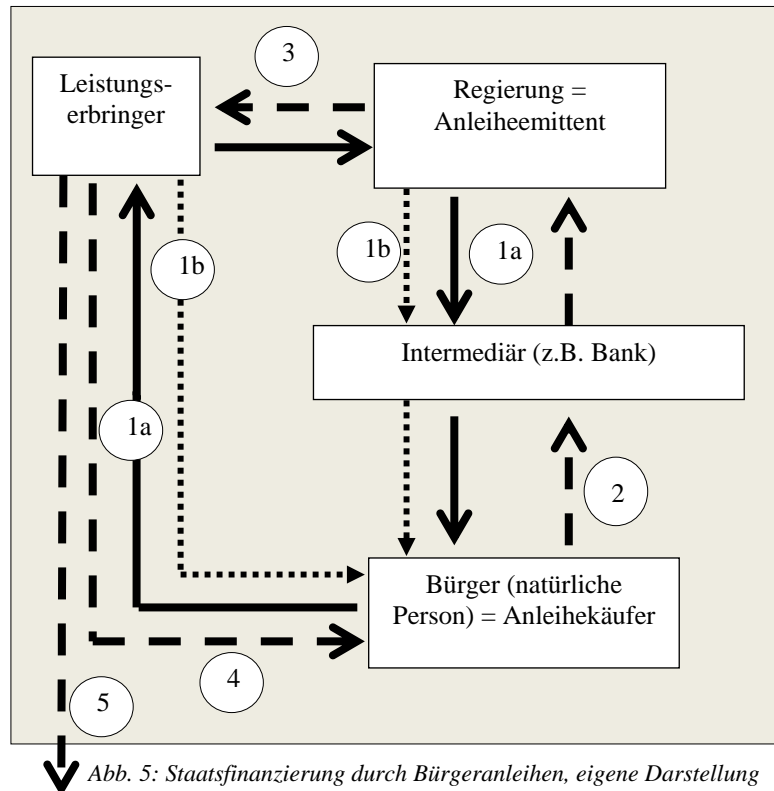 3
Leistungs-
erbringer
Regierung =
Anleiheemittent
1b
1b
1a
Intermediär (z.B. Bank)
1a
2
Bürger (natürliche
Person) = Anleihekäufer
4
5
Abb. 5: Staatsfinanzierung durch Bürgeranleihen, eigene Darstellung